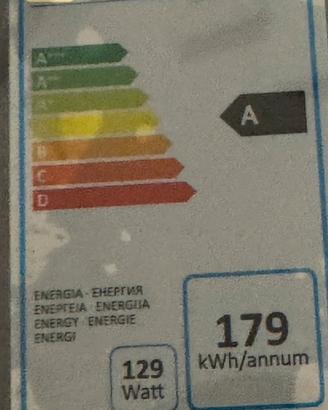 A+++
A++
A+
A
B
C
D
ENERGIA · ЕНЕРГИЯ
ΕΝΕΡΓΕΙΑ · ENERGIJA
ENERGY · ENERGIE
ENERGI
129
Watt
179
kWh/annum